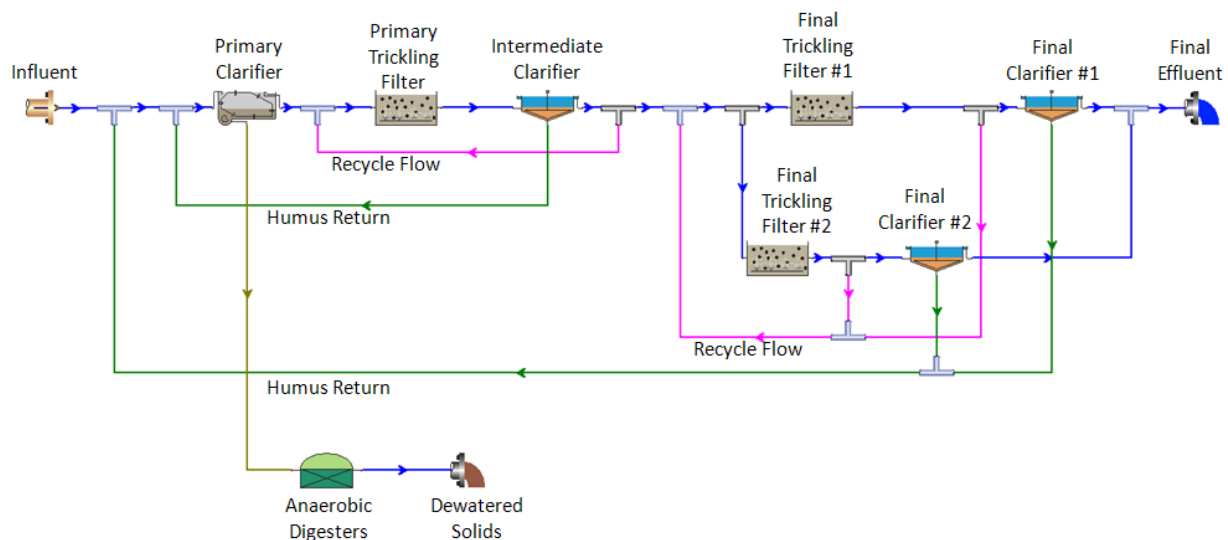 Influent
Primary
Clarifier
Primary
Trickling
Filter
Intermediate
Clarifier
Final
Trickling
Filter #1
Final
Clarifier #1
Final
Effluent
Recycle Flow
Humus Return
Final
Trickling
Filter #2
Final
Clarifier #2
Recycle Flow
Humus Return
Anaerobic
Digesters
Dewatered
Solids